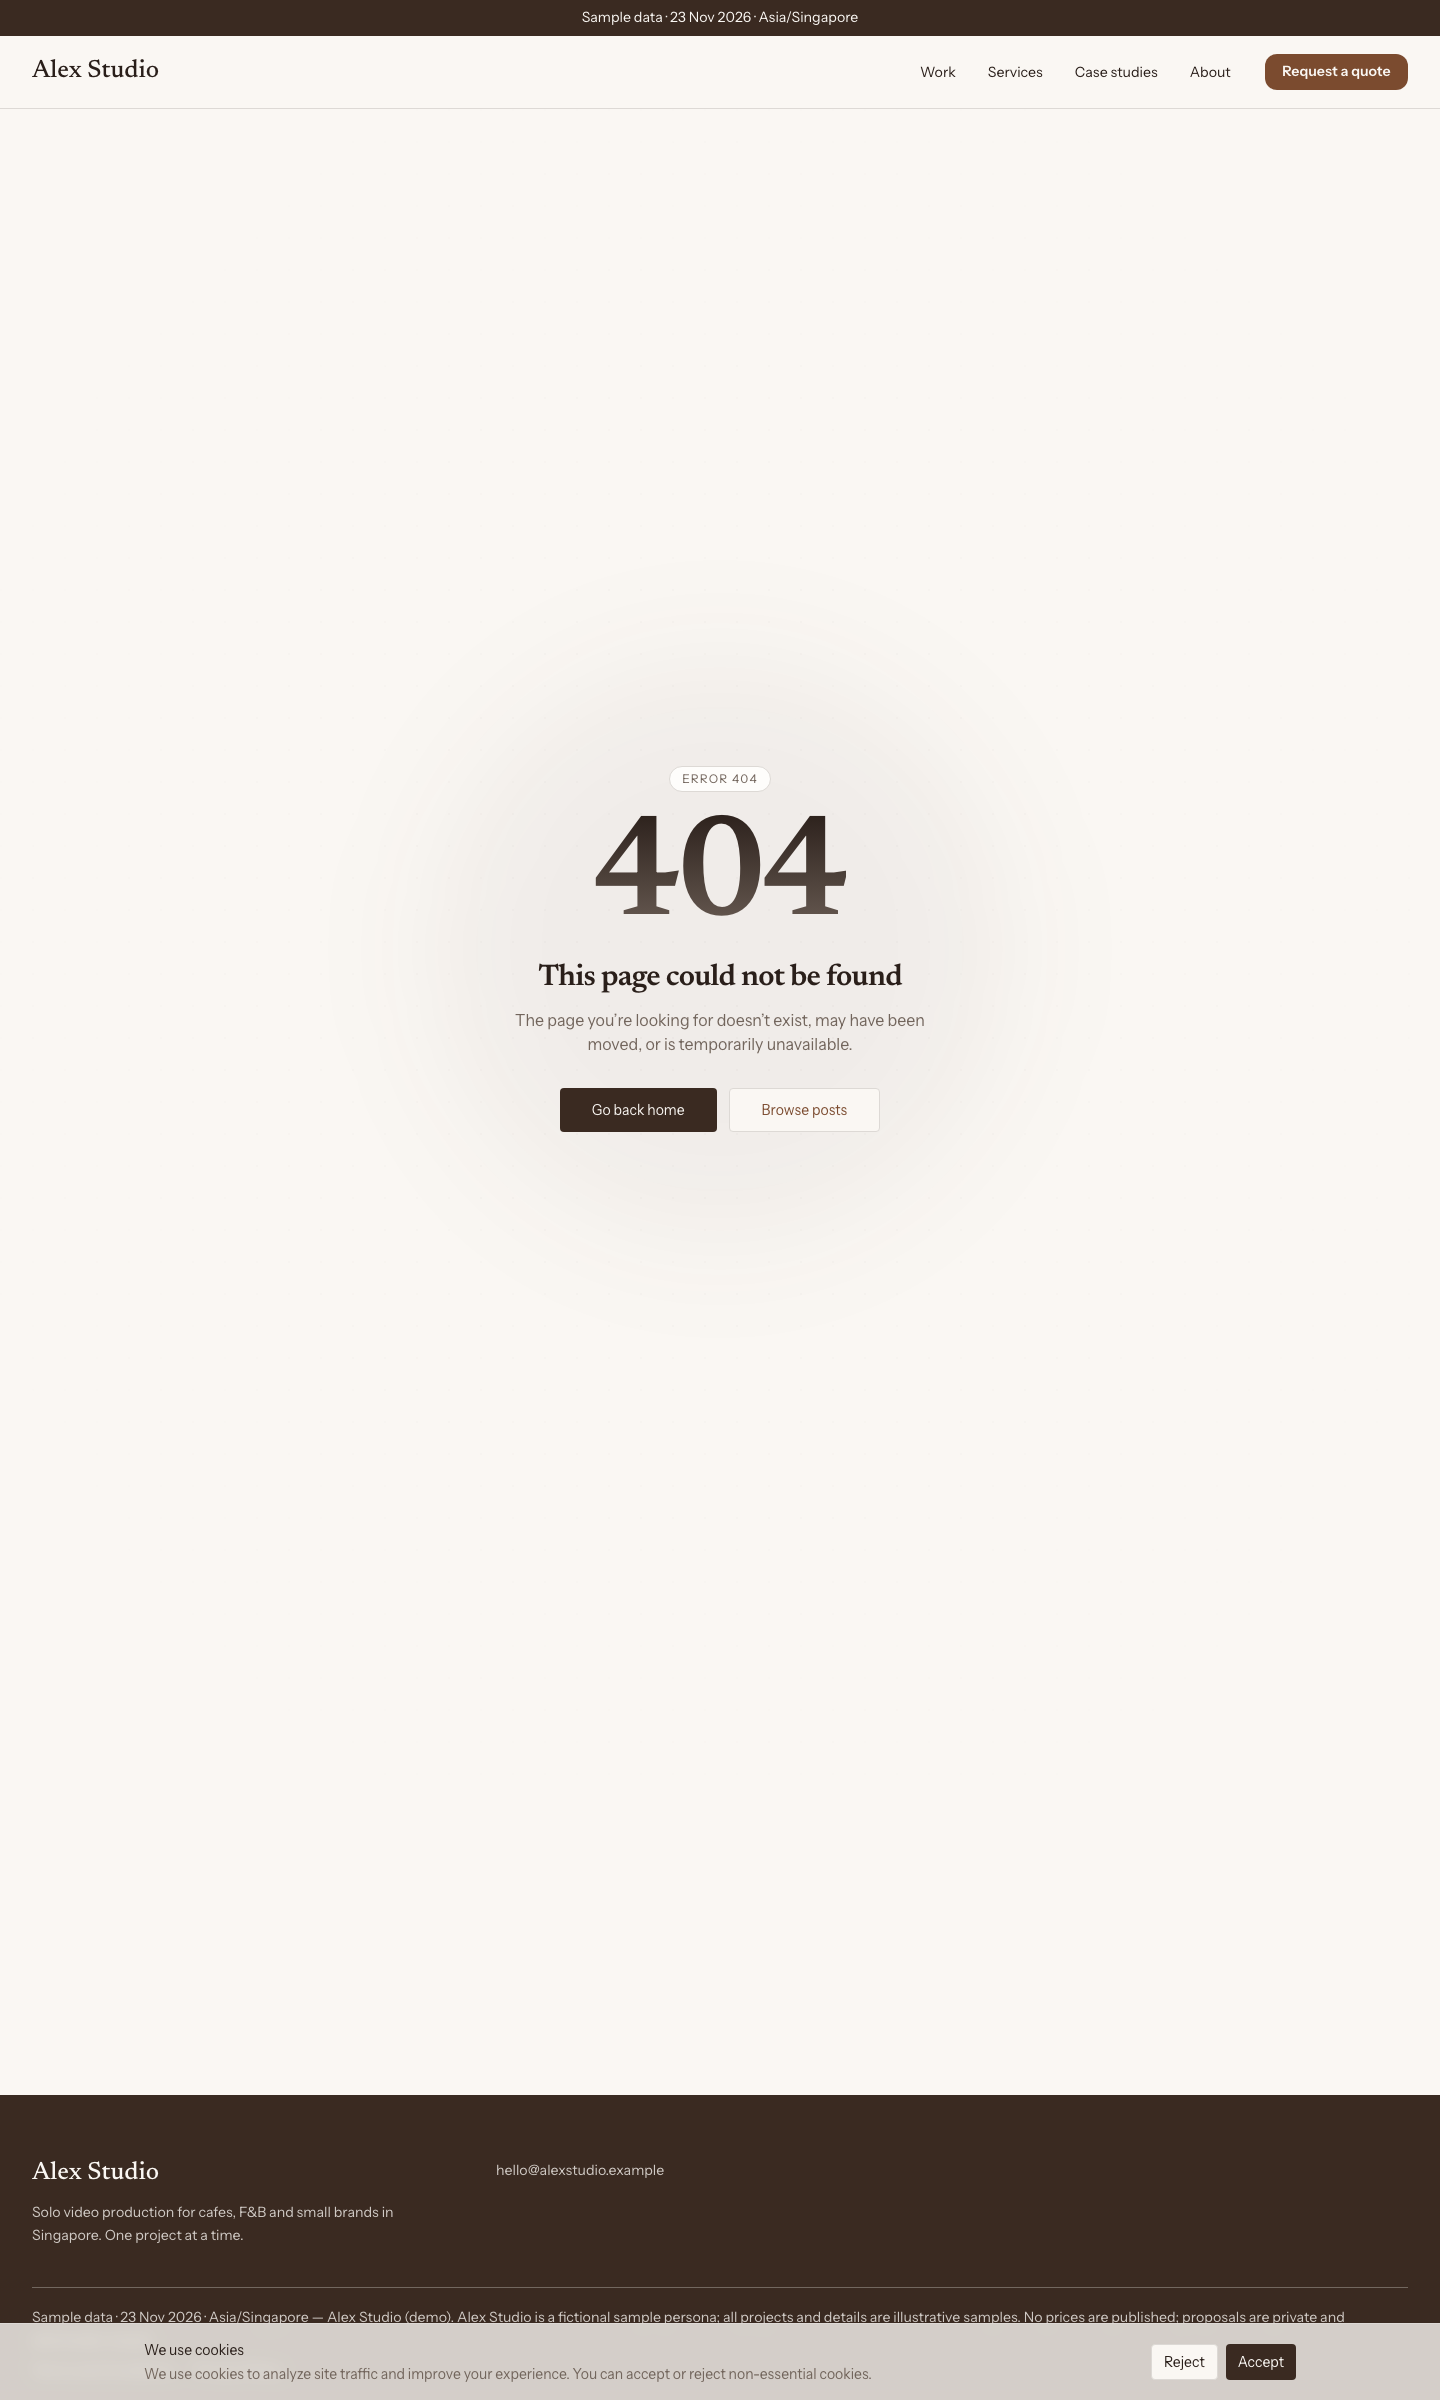 Sample data · 23 Nov 2026 · Asia/Singapore
Alex Studio
Work
Services
Case studies
About
Request a quote
ERROR 404
404
This page could not be found
The page you're looking for doesn't exist, may have been
moved, or is temporarily unavailable.
Go back home
Browse posts
Alex Studio
hello@alexstudio.example
Solo video production for cafes, F&B and small brands in
Singapore. One project at a time.
Sample data · 23 Nov 2026 · Asia/Singapore — Alex Studio (demo). Alex Studio is a fictional sample persona; all projects and details are illustrative samples. No prices are published; proposals are private and
We use cookies
We use cookies to analyze site traffic and improve your experience. You can accept or reject non-essential cookies.
Reject
Accept